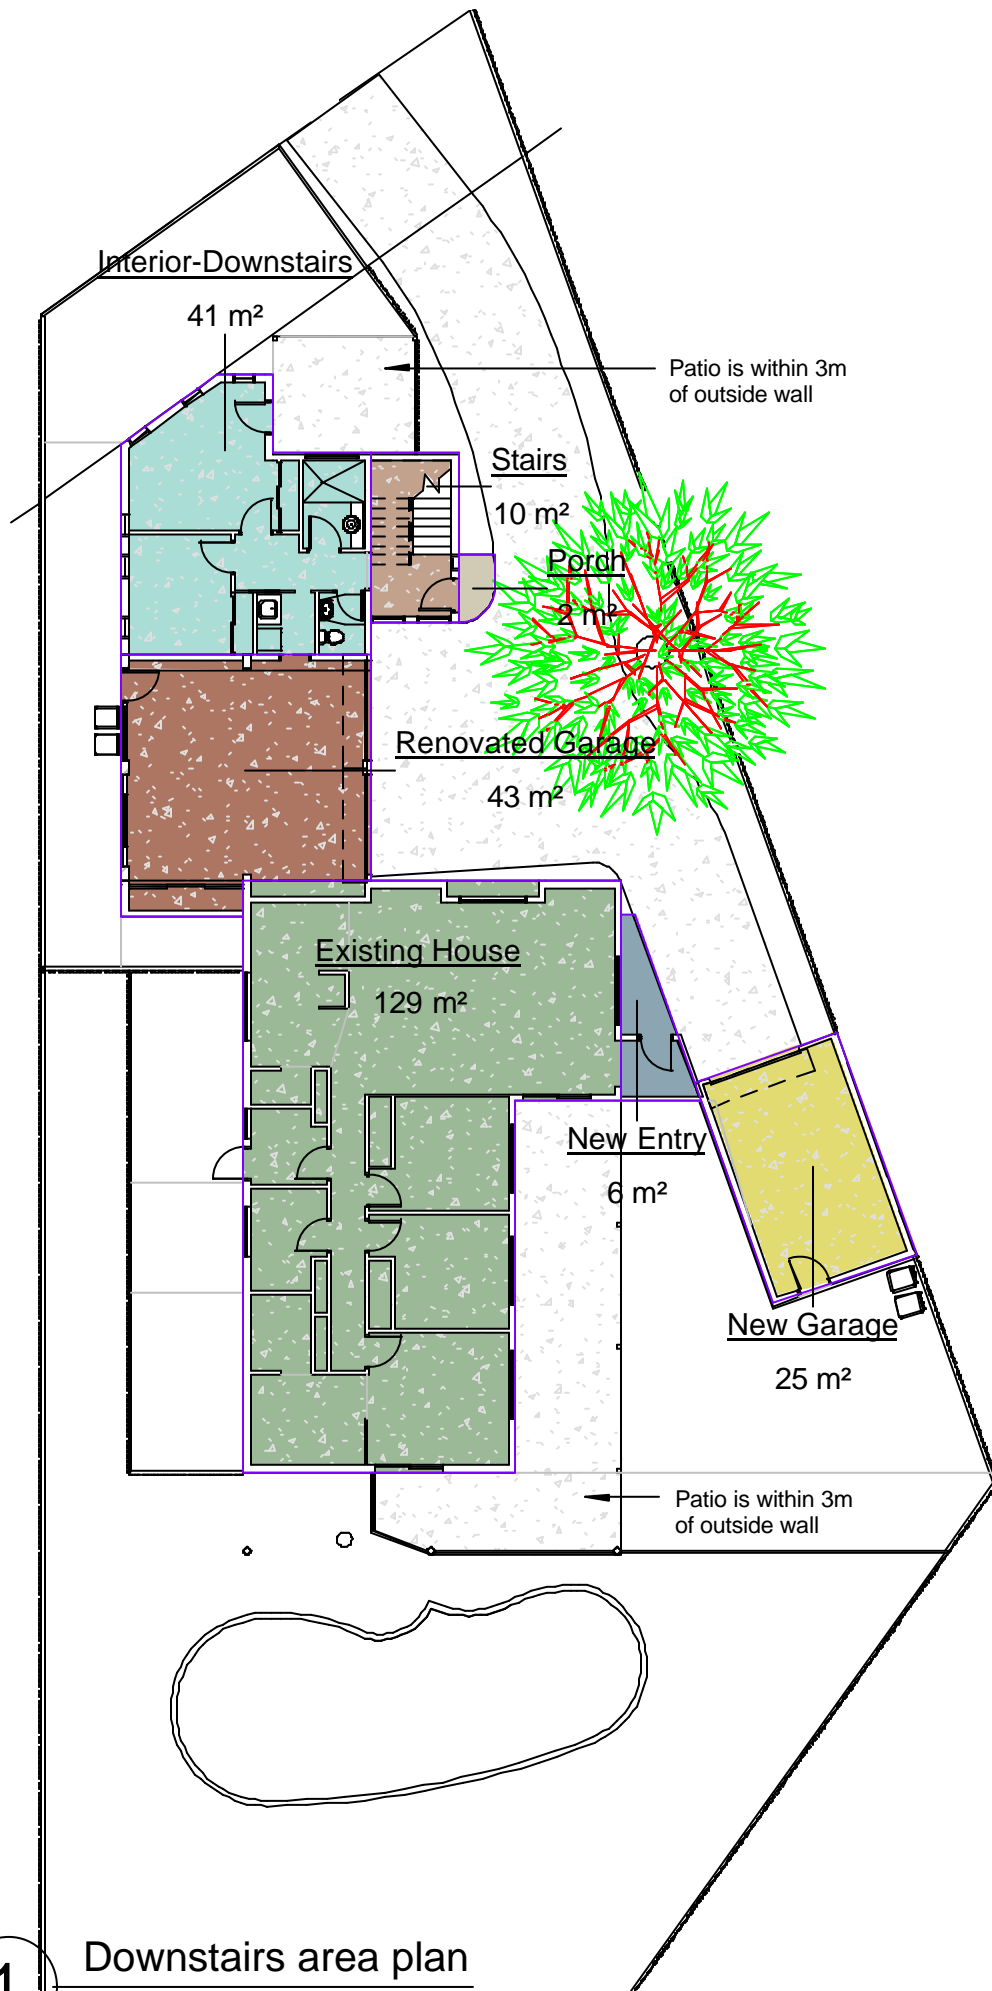 Interior-Downstairs
41 m²
Patio is within 3m
of outside wall
Stairs
10 m²
Porch
2 m²
Renovated Garage
43 m²
Existing House
129 m²
New Entry
6 m²
New Garage
25 m²
Patio is within 3m
of outside wall
1
Downstairs area plan